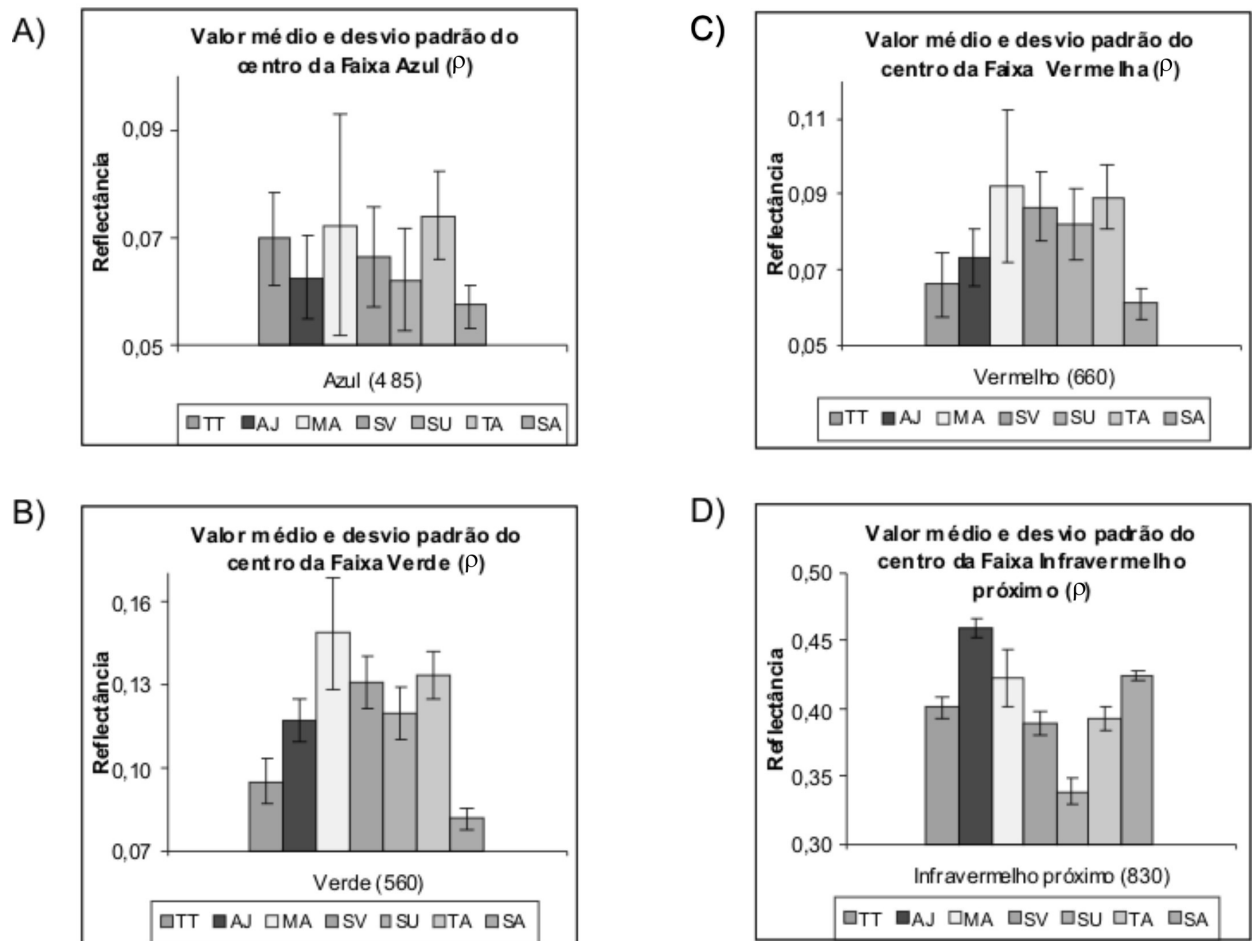 A)
Valor médio e desvio padrão do
centro da Faixa Azul (ρ)
Reflectância
0,09
0,07
0,05
Azul (485)
TT AJ MA SV SU TA SA
B)
Valor médio e desvio padrão do
centro da Faixa Verde (ρ)
Reflectância
0,16
0,13
0,10
0,07
Verde (560)
TT AJ MA SV SU TA SA
C)
Valor médio e desvio padrão do
centro da Faixa Vermelha (ρ)
Reflectância
0,11
0,09
0,07
0,05
Vermelho (660)
TT AJ MA SV SU TA SA
D)
Valor médio e desvio padrão do
centro da Faixa Infravermelho
próximo (ρ)
Reflectância
0,50
0,45
0,40
0,35
0,30
Infravermelho próximo (830)
TT AJ MA SV SU TA SA